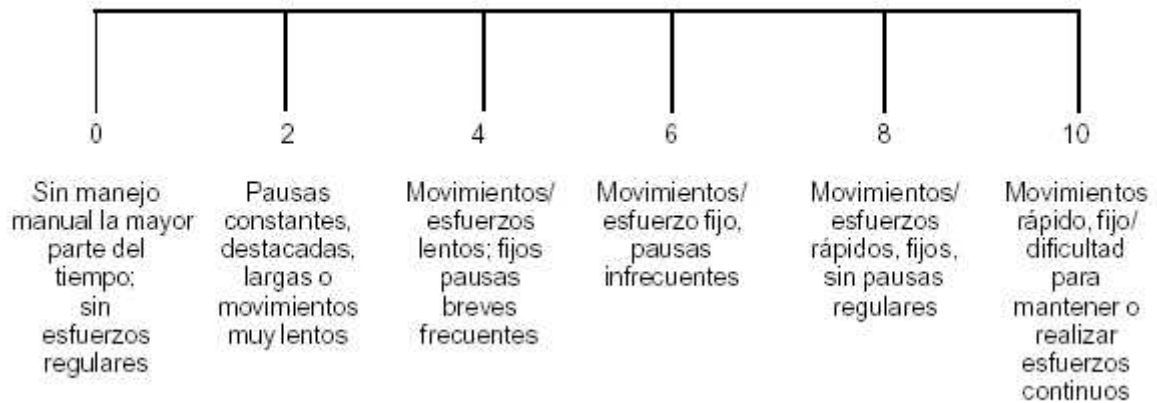 0
2
4
6
8
10
Sin manejo
manual la mayor
parte del
tiempo;
sin
esfuerzos
regulares
Pausas
constantes,
destacadas,
largas o
movimientos
muy lentos
Movimientos/
esfuerzos
lentos; fijos
pausas
breves
frecuentes
Movimientos/
esfuerzo fijo,
pausas
infrecuentes
Movimientos/
esfuerzos
rápidos, fijos,
sin pausas
regulares
Movimientos
rápido, fijo/
dificultad
para
mantener o
realizar
esfuerzos
continuos